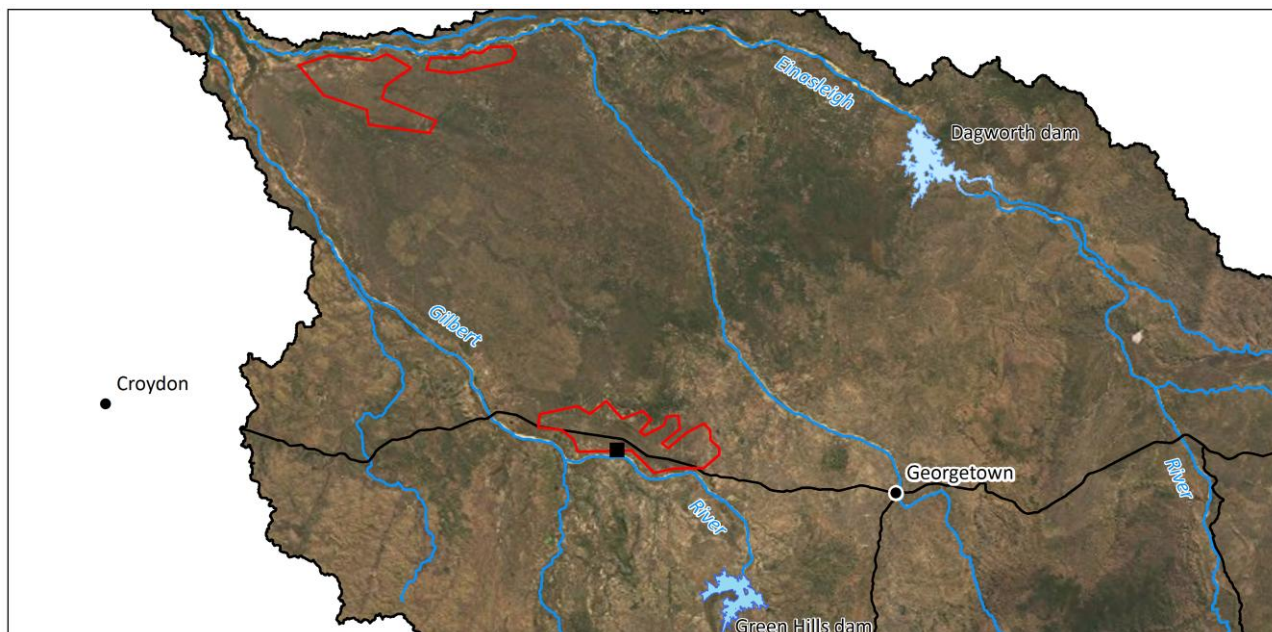 Einasleigh
Dagworth dam
Gilbert
Croydon
Georgetown
River
River
Green Hills dam